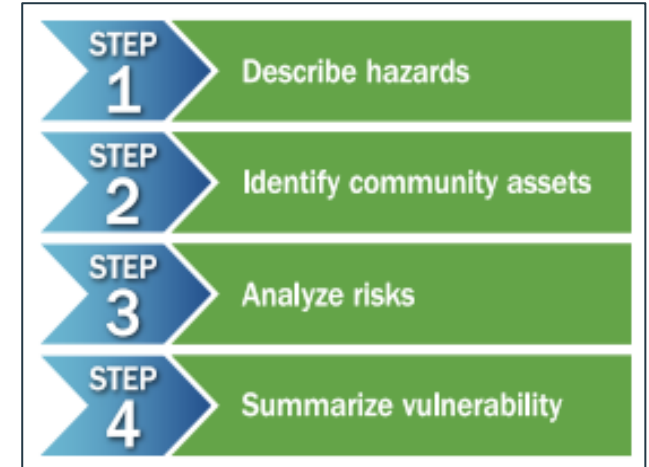 STEP
1
Describe hazards
STEP
2
Identify community assets
STEP
3
Analyze risks
STEP
4
Summarize vulnerability